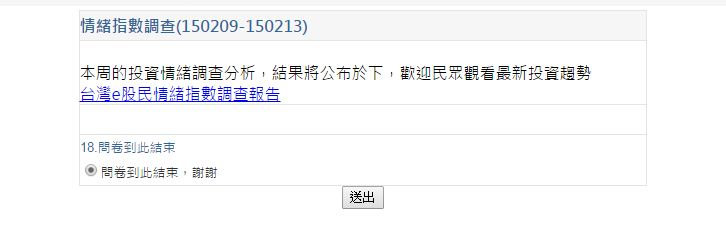 情緒指數調查(150209-150213)
本周的投資情緒調查分析，結果將公布於下，歡迎民眾觀看最新投資趨勢
台灣e股民情緒指數調查報告
18.問卷到此結束
問卷到此結束，謝謝
送出